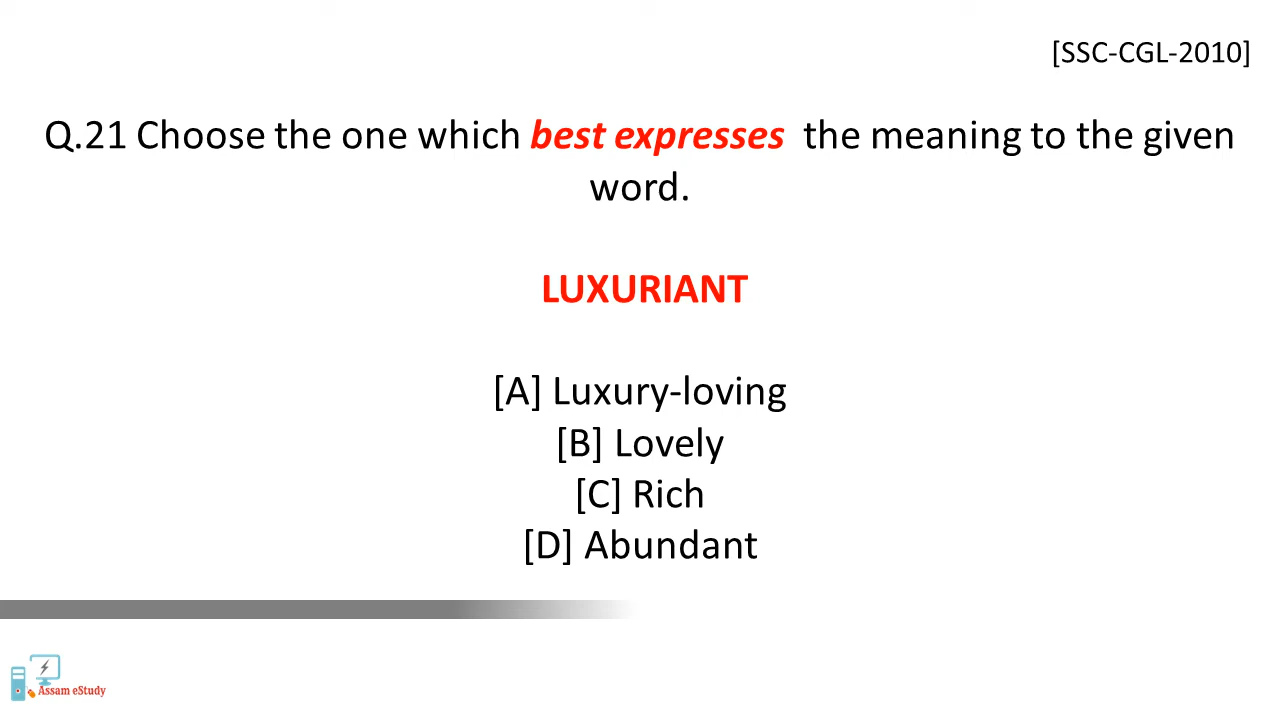 [SSC-CGL-2010]
Q.21 Choose the one which best expresses the meaning to the given
word.
LUXURIANT
[A] Luxury-loving
[B] Lovely
[C] Rich
[D] Abundant
Assam eStudy